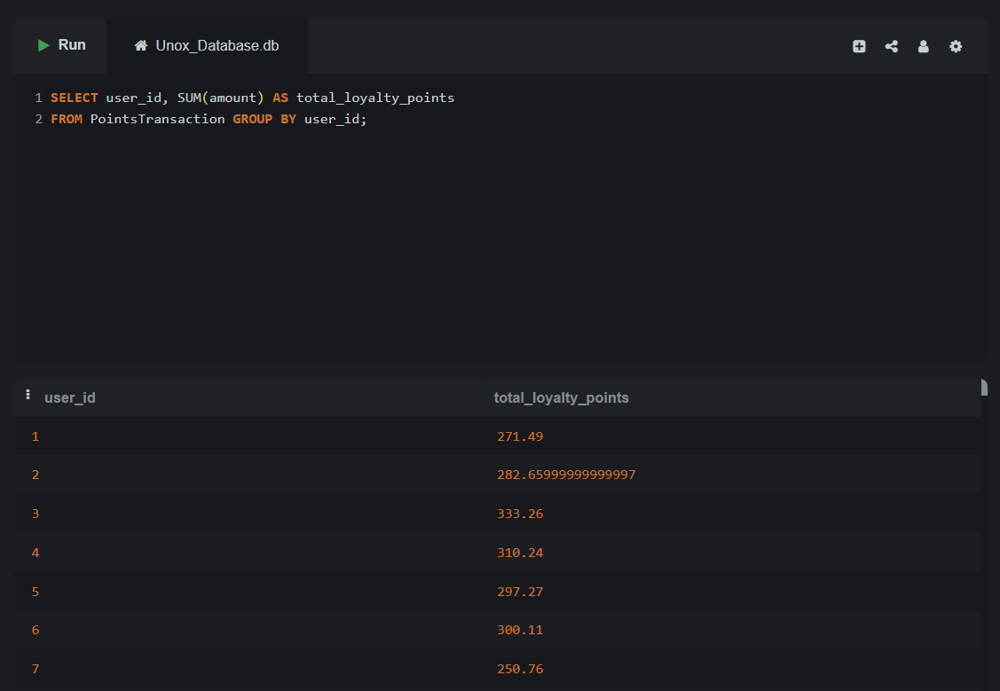 Run Unox_Database.db
1 SELECT user_id, SUM(amount) AS total_loyalty_points
2 FROM PointsTransaction GROUP BY user_id;
user_id total_loyalty_points
1 271.49
2 282.65999999999997
3 333.26
4 310.24
5 297.27
6 300.11
7 250.76